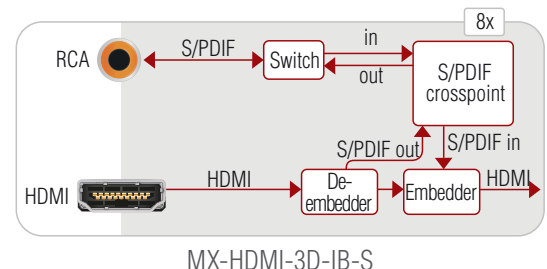 8x
RCA
S/PDIF
Switch
in
out
S/PDIF
crosspoint
S/PDIF out
S/PDIF in
HDMI
HDMI
De-
embedder
Embedder
HDMI
MX-HDMI-3D-IB-S